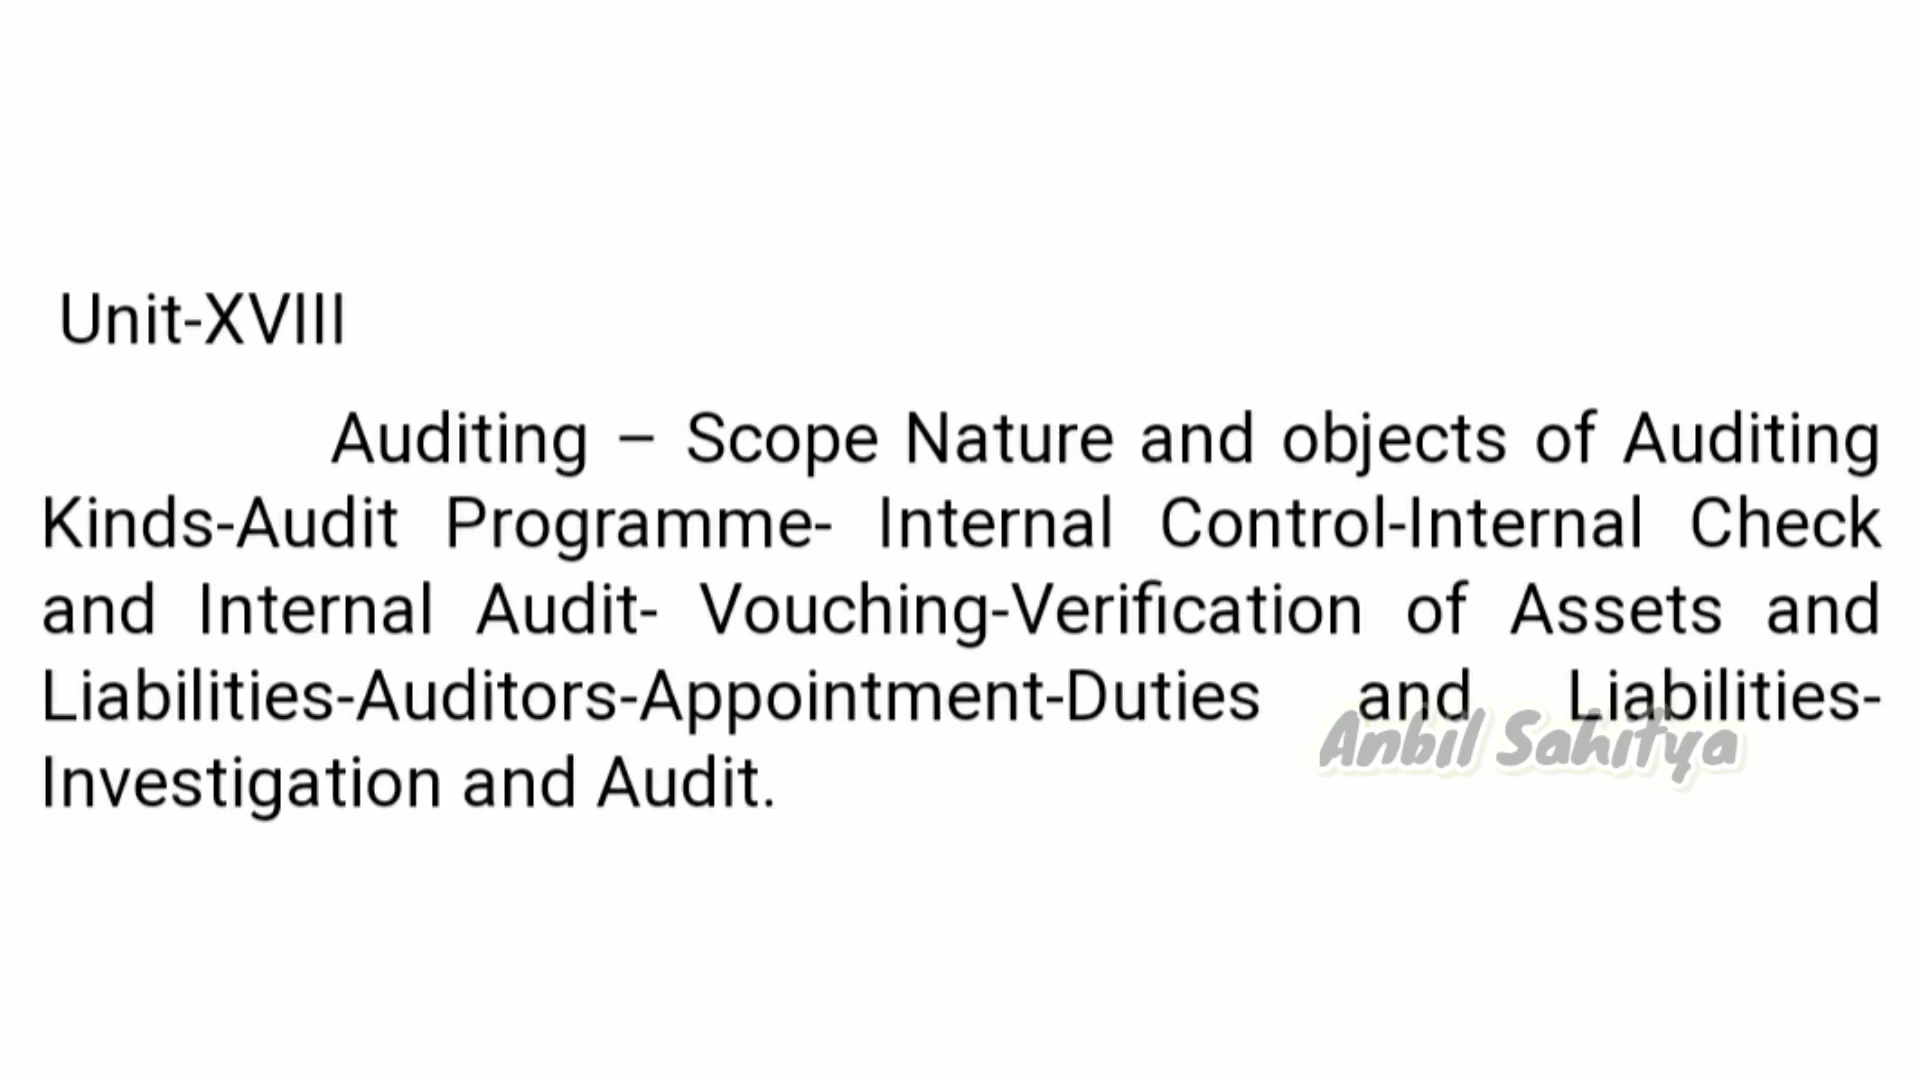 Unit-XVIII
Auditing – Scope Nature and objects of Auditing
Kinds-Audit Programme- Internal Control-Internal Check
and Internal Audit- Vouching-Verification of Assets and
Liabilities-Auditors-Appointment-Duties and Liabilities-
Anbil Sahitya
Investigation and Audit.